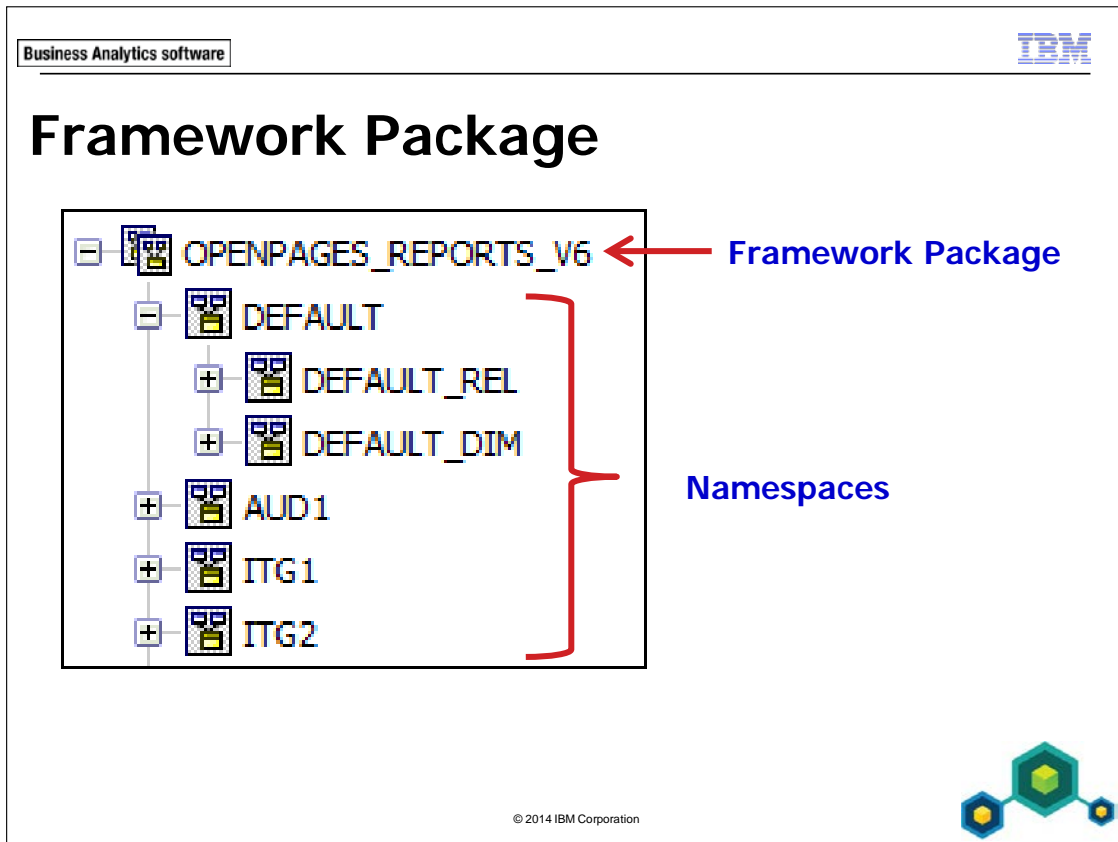 Business Analytics software
IBM
Framework Package
OPENPAGES_REPORTS_V6
Framework Package
DEFAULT
DEFAULT_REL
DEFAULT_DIM
Namespaces
AUD1
ITG1
ITG2
© 2014 IBM Corporation